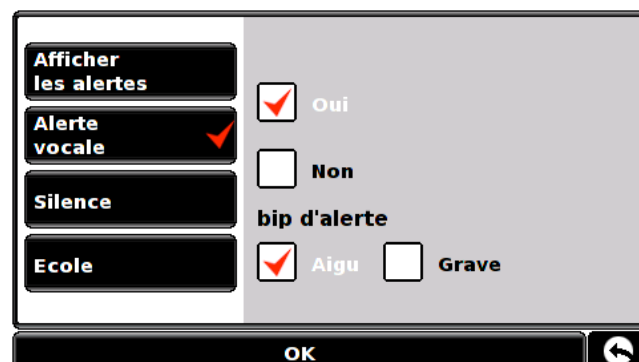 Afficher
les alertes
Alerte
vocale
Silence
Ecole
Oui
Non
bip d'alerte
Aigu Grave
OK